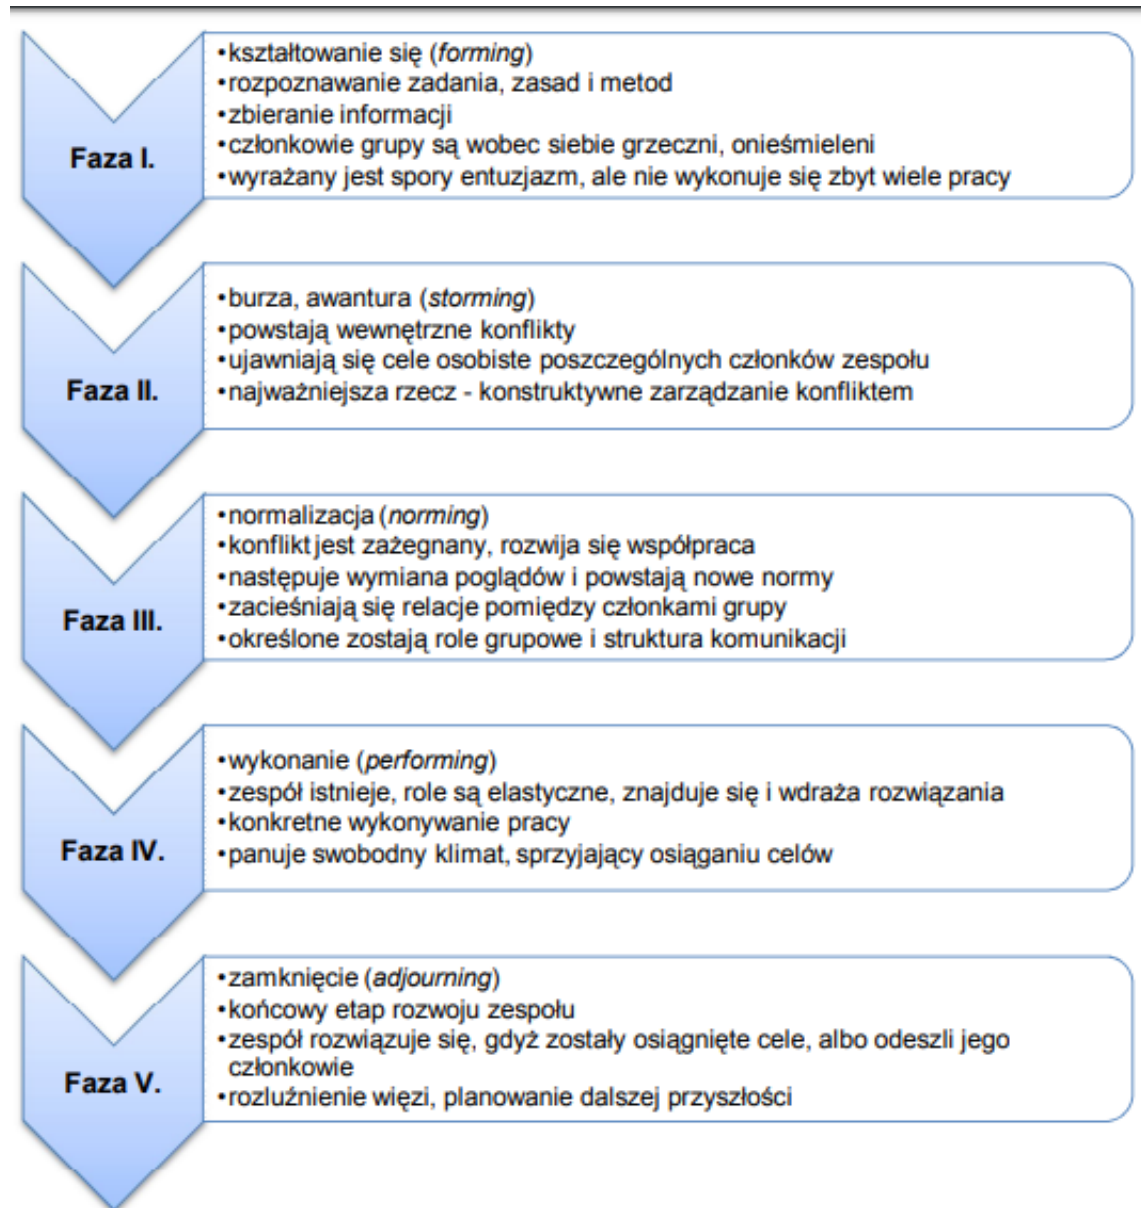 Faza I.
•kształtowanie się (forming)
•rozpoznawanie zadania, zasad i metod
•zbieranie informacji
•członkowie grupy są wobec siebie grzeczni, onieśmieleni
•wyrażany jest spory entuzjazm, ale nie wykonuje się zbyt wiele pracy
Faza II.
•burza, awantura (storming)
•powstają wewnętrzne konflikty
•ujawniają się cele osobiste poszczególnych członków zespołu
•najważniejsza rzecz - konstruktywne zarządzanie konfliktem
Faza III.
•normalizacja (norming)
•konflikt jest zażegnany, rozwija się współpraca
•następuje wymiana poglądów i powstają nowe normy
•zacieśniają się relacje pomiędzy członkami grupy
•określone zostają role grupowe i struktura komunikacji
Faza IV.
•wykonanie (performing)
•zespół istnieje, role są elastyczne, znajduje się i wdraża rozwiązania
•konkretne wykonywanie pracy
•panuje swobodny klimat, sprzyjający osiąganiu celów
Faza V.
•zamknięcie (adjourning)
•końcowy etap rozwoju zespołu
•zespół rozwiązuje się, gdyż zostały osiągnięte cele, albo odeszli jego
członkowie
•rozluźnienie więzi, planowanie dalszej przyszłości